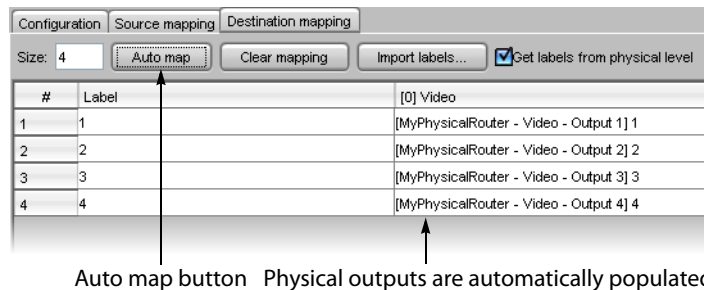 Configuration Source mapping Destination mapping
Size: 4 Auto map Clear mapping Import labels... Get labels from physical level
# Label [0] Video
1 1 [MyPhysicalRouter - Video - Output 1] 1
2 2 [MyPhysicalRouter - Video - Output 2] 2
3 3 [MyPhysicalRouter - Video - Output 3] 3
4 4 [MyPhysicalRouter - Video - Output 4] 4
Auto map button Physical outputs are automatically populated